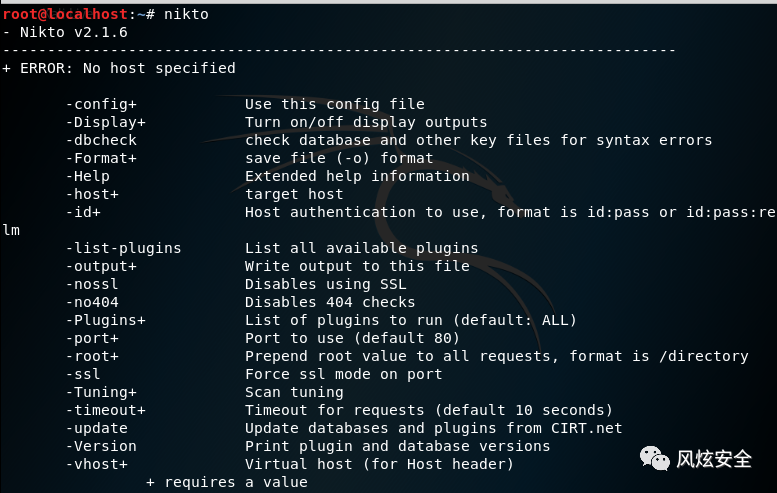 root@localhost:~# nikto
- Nikto v2.1.6
---------------------------------------------------------------------------
+ ERROR: No host specified
-config+ Use this config file
-Display+ Turn on/off display outputs
-dbcheck check database and other key files for syntax errors
-Format+ save file (-o) format
-Help Extended help information
-host+ target host
-id+ Host authentication to use, format is id:pass or id:pass:re
lm
-list-plugins List all available plugins
-output+ Write output to this file
-nossl Disables using SSL
-no404 Disables 404 checks
-Plugins+ List of plugins to run (default: ALL)
-port+ Port to use (default 80)
-root+ Prepend root value to all requests, format is /directory
-ssl Force ssl mode on port
-Tuning+ Scan tuning
-timeout+ Timeout for requests (default 10 seconds)
-update Update databases and plugins from CIRT.net
-Version Print plugin and database versions
-vhost+ Virtual host (for Host header)
+ requires a value
风炫安全